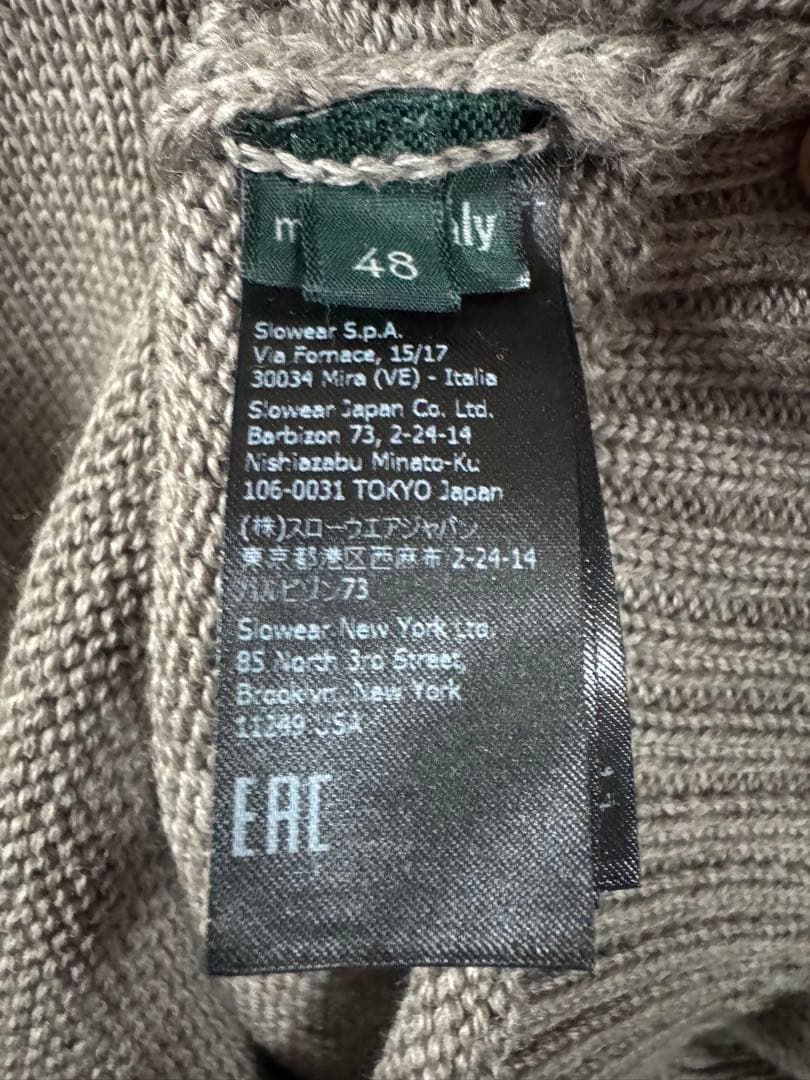 m
ly
48
Slowear S.p.A.
Via Fornace, 15/17
30034 Mira (VE) - Italia
Slowear Japan Co. Ltd.
Barbizon 73, 2-24-14
Nishiazabu Minato-Ku
106-0031 TOKYO Japan
(株)スローウエアジャパン
東京都港区西麻布 2-24-14
バルビゾン73
Slowear New York Ltd.
85 North 3rd Street,
Brooklyn, New York
11249 USA
EAC